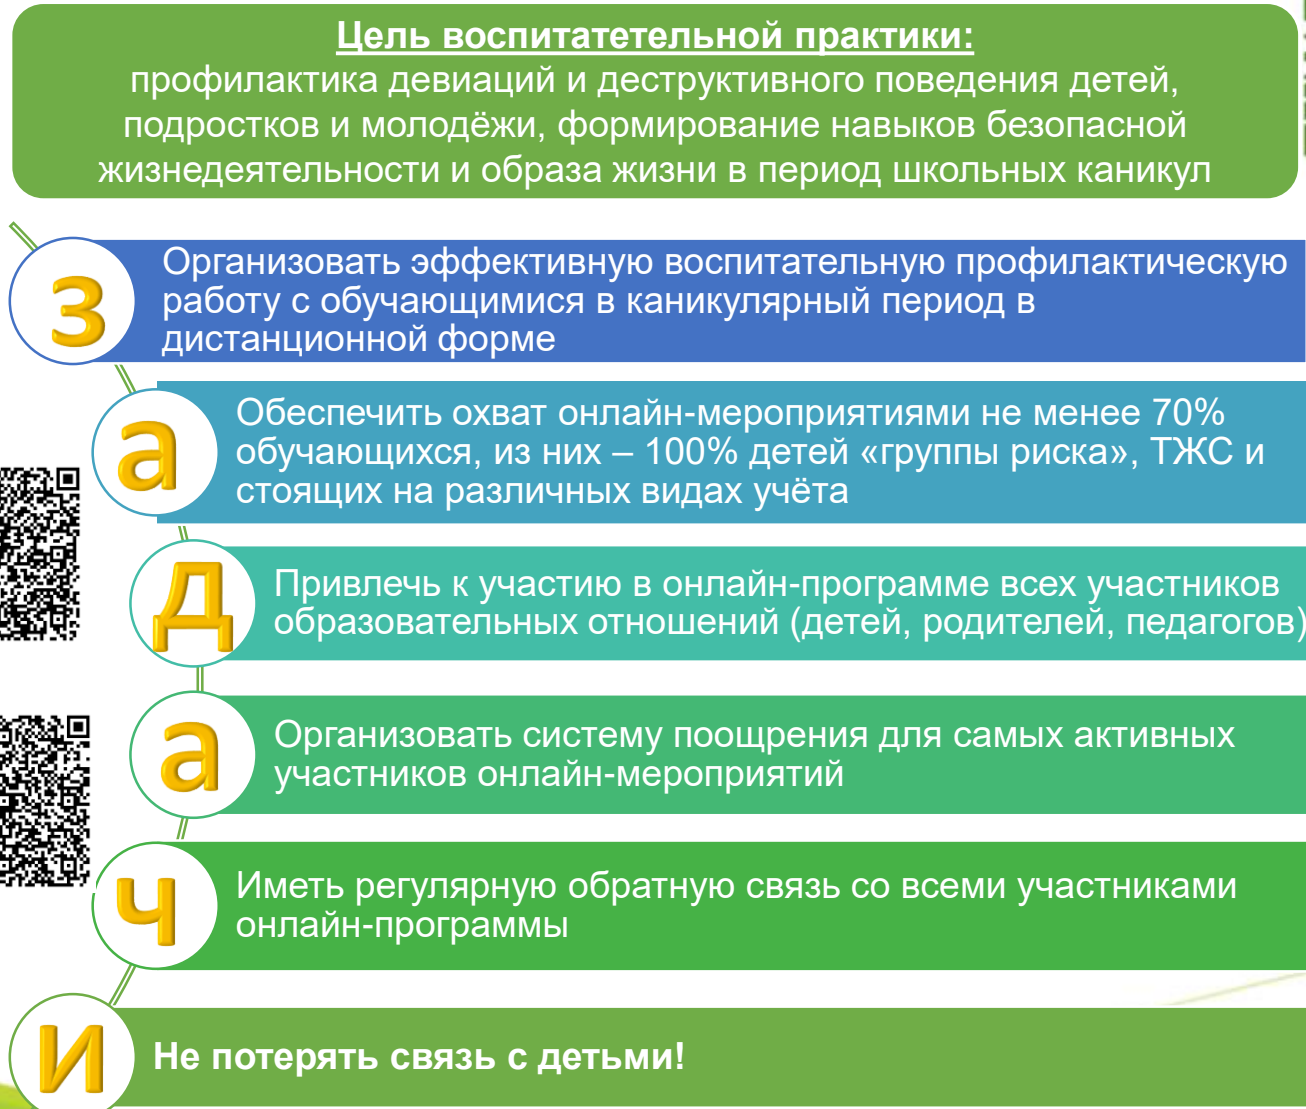 Цель воспитатетельной практики:
профилактика девиаций и деструктивного поведения детей,
подростков и молодёжи, формирование навыков безопасной
жизнедеятельности и образа жизни в период школьных каникул
з
Организовать эффективную воспитательную профилактическую
работу с обучающимися в каникулярный период в
дистанционной форме
а
Обеспечить охват онлайн-мероприятиями не менее 70%
обучающихся, из них – 100% детей «группы риска», ТЖС и
стоящих на различных видах учёта
д
Привлечь к участию в онлайн-программе всех участников
образовательных отношений (детей, родителей, педагогов)
а
Организовать систему поощрения для самых активных
участников онлайн-мероприятий
ч
Иметь регулярную обратную связь со всеми участниками
онлайн-программы
и
Не потерять связь с детьми!